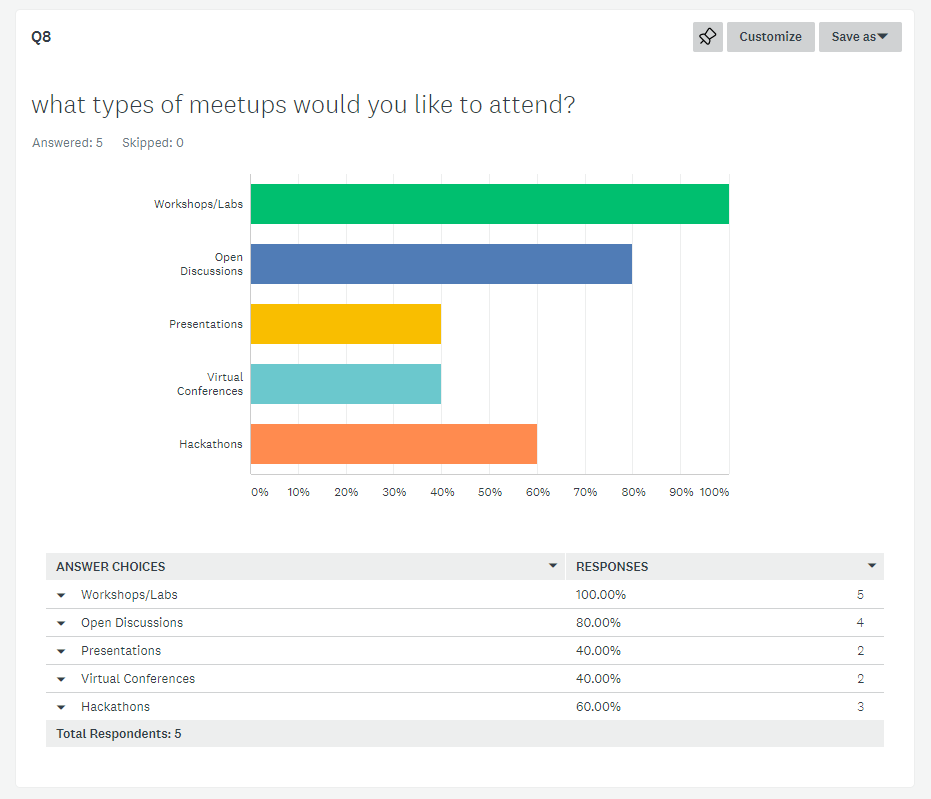 Q8
Customize
Save as
what types of meetups would you like to attend?
Answered: 5 Skipped: 0
Workshops/Labs
Open
Discussions
Presentations
Virtual
Conferences
Hackathons
0% 10% 20% 30% 40% 50% 60% 70% 80% 90% 100%
ANSWER CHOICES RESPONSES
Workshops/Labs 100.00% 5
Open Discussions 80.00% 4
Presentations 40.00% 2
Virtual Conferences 40.00% 2
Hackathons 60.00% 3
Total Respondents: 5